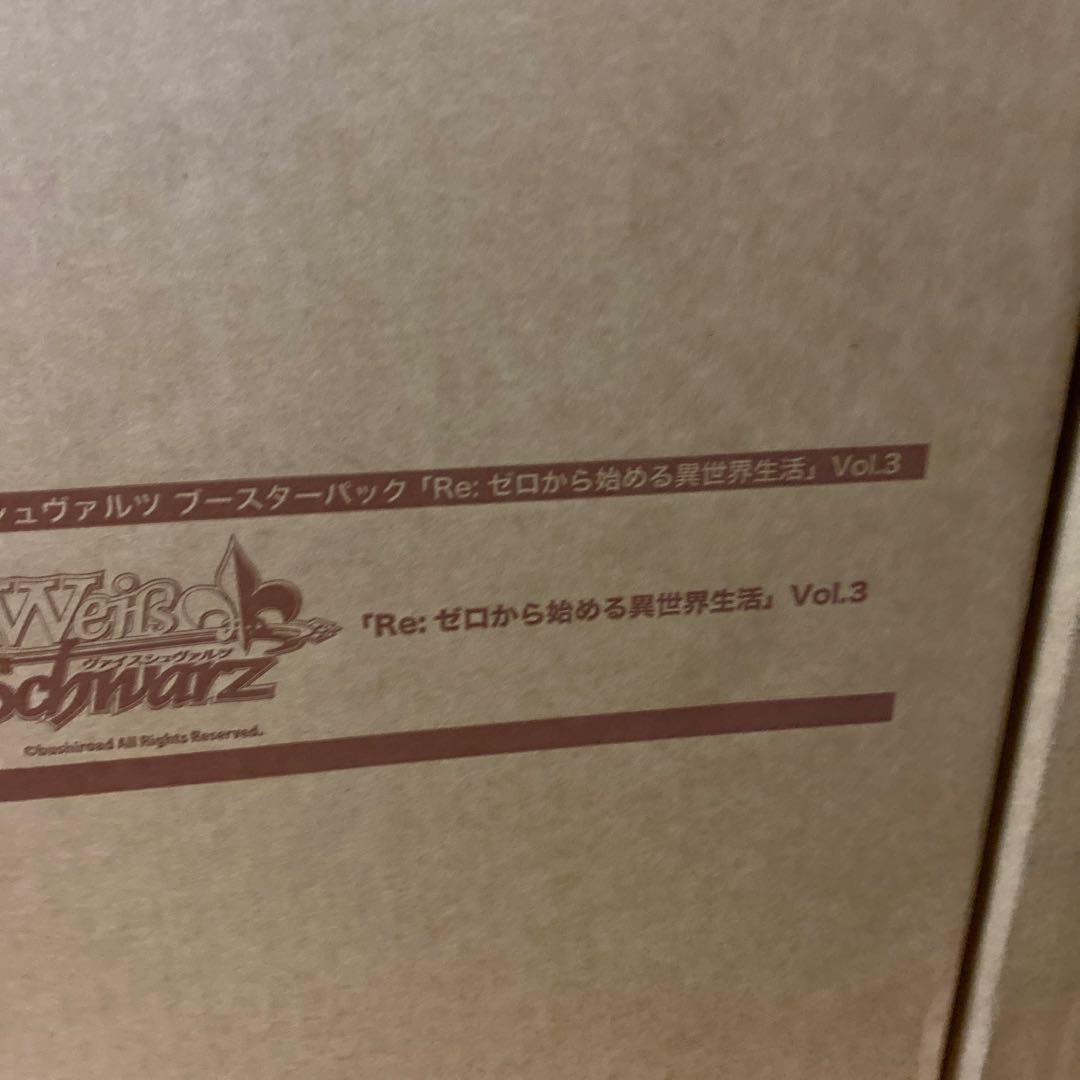 シュヴァルツ ブースターパック「Re: ゼロから始める異世界生活」Vol.3
Weiß
ヴァイスシュヴァルツ
Schwarz
「Re: ゼロから始める異世界生活」Vol.3
©bushiroad All Rights Reserved.